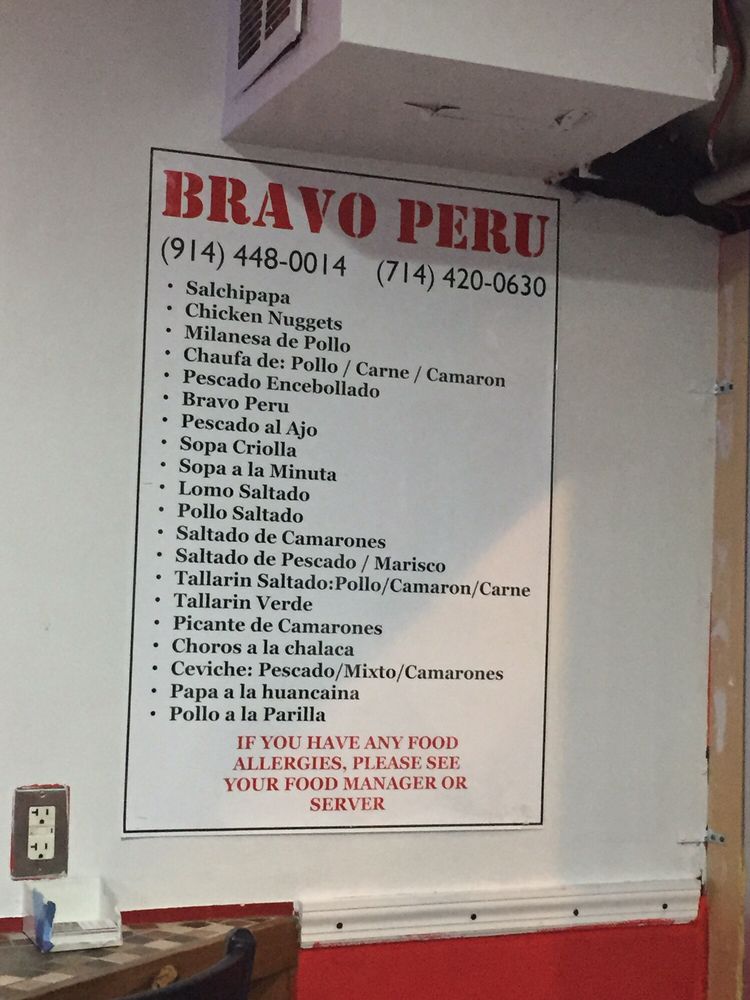 BRAVO PERU
(914) 448-0014 (714) 420-0630
• Salchipapa
• Chicken Nuggets
• Milanesa de Pollo
• Chaufa de: Pollo / Carne / Camaron
• Pescado Encebollado
• Bravo Peru
• Pescado al Ajo
• Sopa Criolla
• Sopa a la Minuta
• Lomo Saltado
• Pollo Saltado
• Saltado de Camarones
• Saltado de Pescado / Marisco
• Tallarin Saltado:Pollo/Camaron/Carne
• Tallarin Verde
• Picante de Camarones
• Choros a la chalaca
• Ceviche: Pescado/Mixto/Camarones
• Papa a la huancaina
• Pollo a la Parilla
IF YOU HAVE ANY FOOD
ALLERGIES, PLEASE SEE
YOUR FOOD MANAGER OR
SERVER